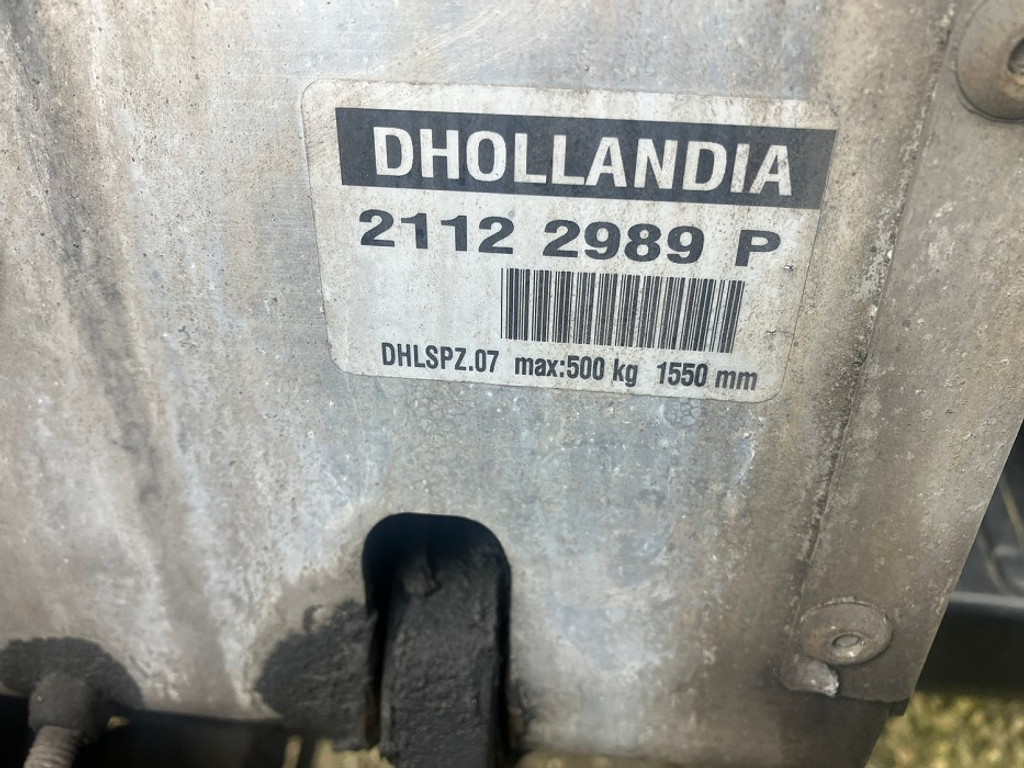 DHOLLANDIA
2112 2989 P
DHLSPZ.07 max:500 kg 1550 mm